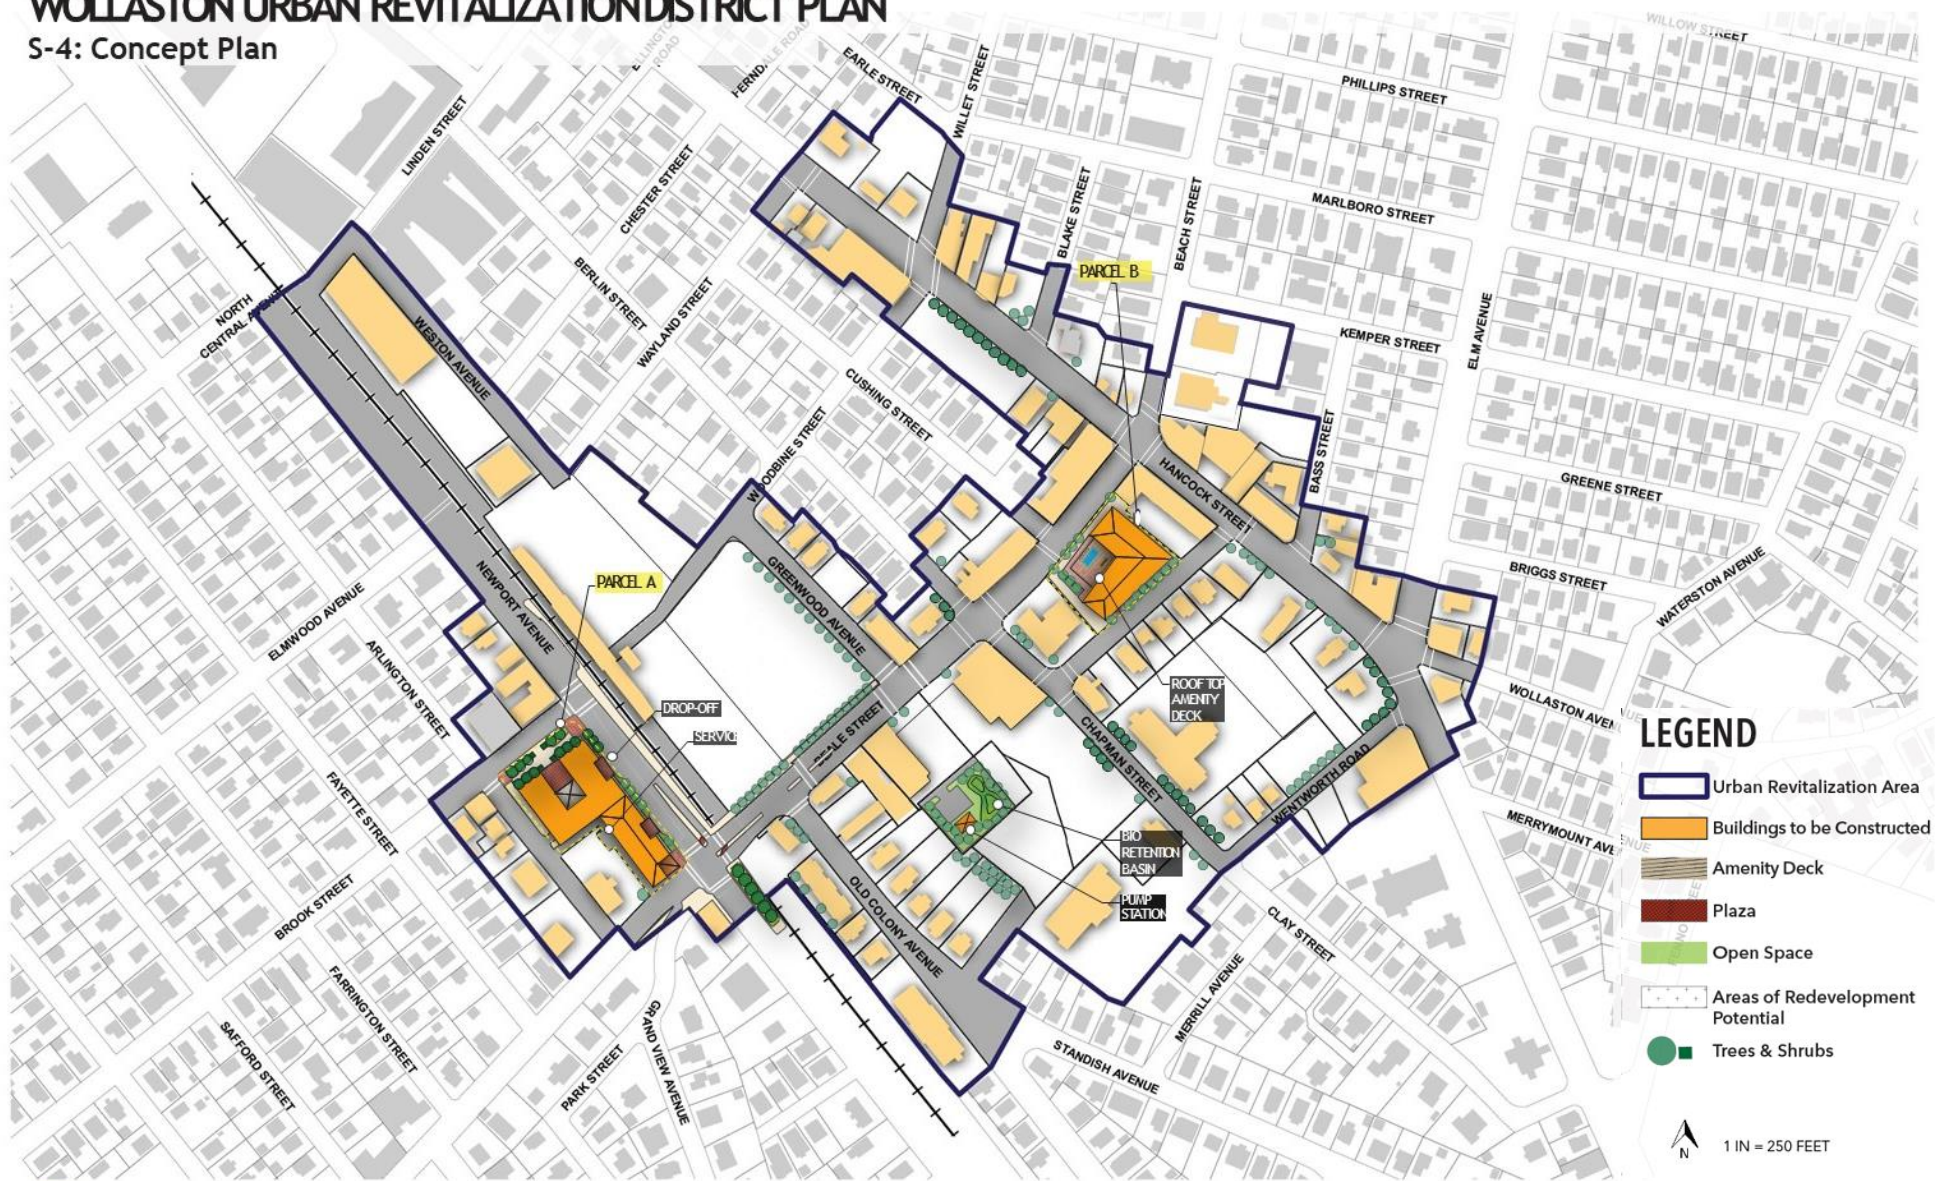 WOLLASTON URBAN REVITALIZATION DISTRICT PLAN
S-4: Concept Plan
WILLOW STREET
PHILLIPS STREET
EARLE STREET
WILLET STREET
LINDEN STREET
CHESTER STREET
BLAKE STREET
BEACH STREET
MARLBORO STREET
PARCEL B
BERLIN STREET
WAYLAND STREET
NORTH
CENTRAL AVENUE
WESTON AVENUE
KEMPER STREET
ELM AVENUE
CUSHING STREET
WOODBINE STREET
BASS STREET
HANCOCK STREET
GREENE STREET
BRIGGS STREET
WATERSTON AVENUE
NEWPORT AVENUE
PARCEL A
GREENWOOD AVENUE
ELMWOOD AVENUE
ARLINGTON STREET
DROP-OFF
SERVICE
ROOF TOP
AMENITY
DECK
WOLLASTON AVENUE
BEALE STREET
CHAPMAN STREET
WENTWORTH ROAD
FAYETTE STREET
MERRYMOUNT AVENUE
BIO
RETENTION
BASIN
PUMP
STATION
OLD COLONY AVENUE
BROOK STREET
CLAY STREET
FARRINGTON STREET
MERRILL AVENUE
SAFFORD STREET
GRAND VIEW AVENUE
PARK STREET
STANDISH AVENUE
LEGEND
Urban Revitalization Area
Buildings to be Constructed
Amenity Deck
Plaza
Open Space
Areas of Redevelopment
Potential
Trees & Shrubs
N
1 IN = 250 FEET